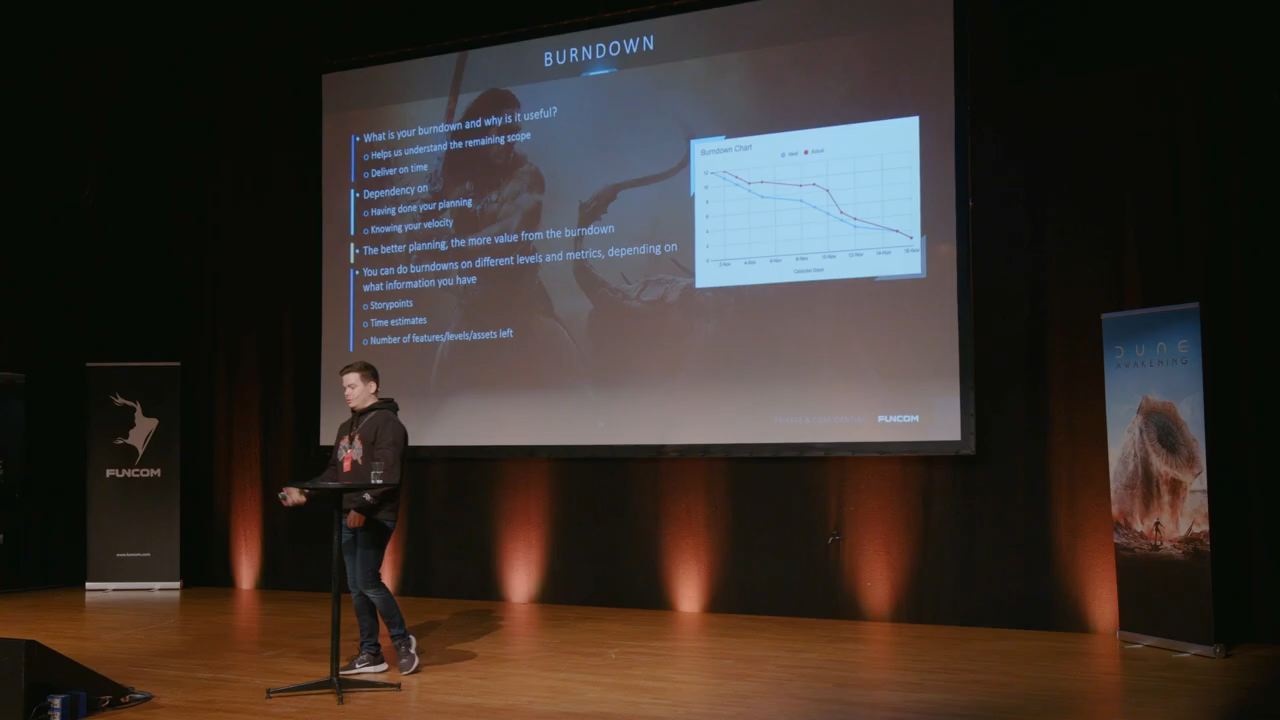 BURNDOWN
• What is your burndown and why is it useful?
o Helps us understand the remaining scope
o Deliver on time
• Dependency on
o Having done your planning
o Knowing your velocity
• The better planning, the more value from the burndown
• You can do burndowns on different levels and metrics, depending on
what information you have
o Storypoints
o Time estimates
o Number of features/levels/assets left
Burndown Chart
Actual
FUNCOM
FUNCOM
www.funcom.com
DUNE
AWAKENING